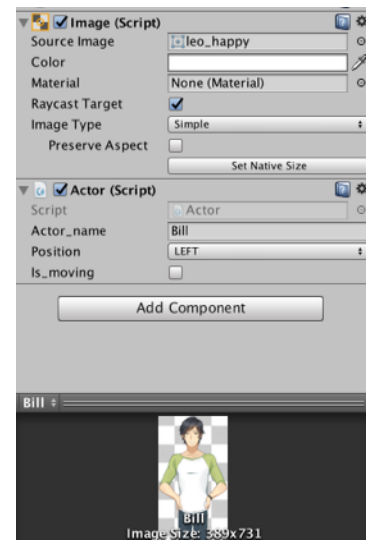 Image (Script)
Source Image leo_happy
Color
Material None (Material)
Raycast Target
Image Type Simple
Preserve Aspect
Set Native Size
Actor (Script)
Script Actor
Actor_name Bill
Position LEFT
Is_moving
Add Component
Bill
Bill
Image Size: 389x731